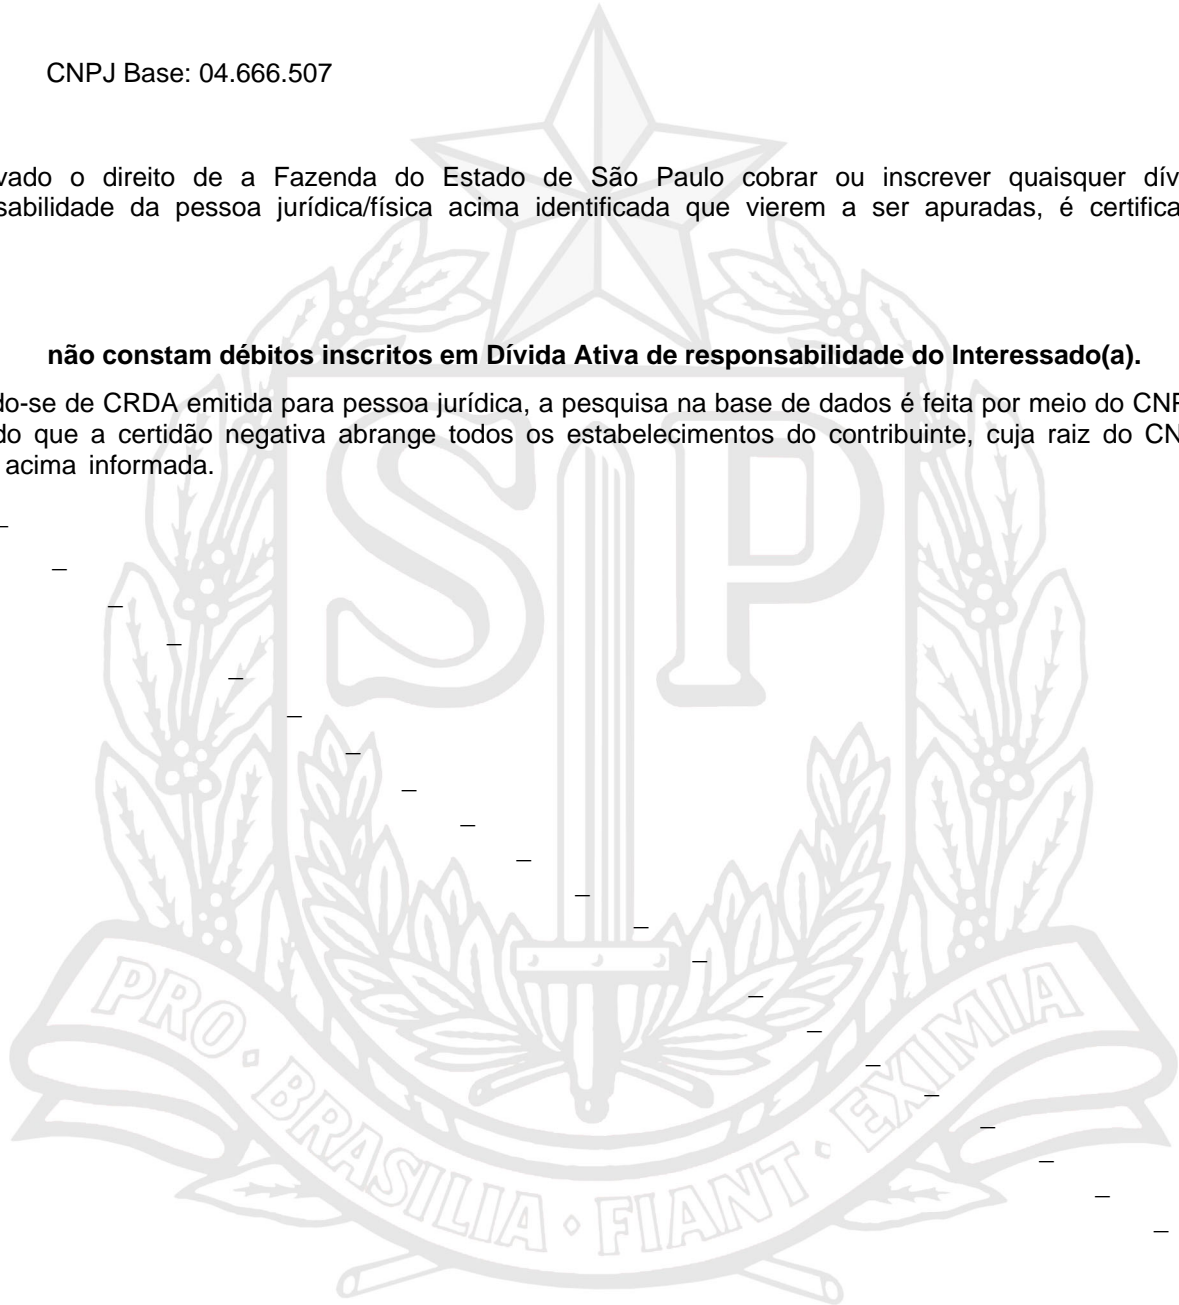 CNPJ Base: 04.666.507
vado o direito de a Fazenda do Estado de São Paulo cobrar ou inscrever quaisquer dív
sabilidade da pessoa jurídica/física acima identificada que vierem a ser apuradas, é certifica
não constam débitos inscritos em Dívida Ativa de responsabilidade do Interessado(a).
do-se de CRDA emitida para pessoa jurídica, a pesquisa na base de dados é feita por meio do CNP
do que a certidão negativa abrange todos os estabelecimentos do contribuinte, cuja raiz do CN
acima informada.
SP
PRO · BRASILIA · FIANT · EXIMIA